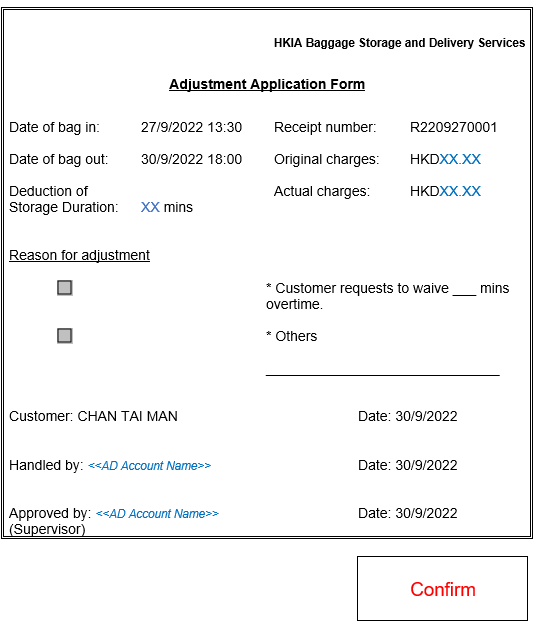 HKIA Baggage Storage and Delivery Services
Adjustment Application Form
Date of bag in: 27/9/2022 13:30 Receipt number: R2209270001
Date of bag out: 30/9/2022 18:00 Original charges: HKDXX.XX
Deduction of Actual charges: HKDXX.XX
Storage Duration: XX mins
Reason for adjustment
* Customer requests to waive ___ mins
overtime.
* Others
Customer: CHAN TAI MAN Date: 30/9/2022
Handled by: <<AD Account Name>> Date: 30/9/2022
Approved by: <<AD Account Name>> Date: 30/9/2022
(Supervisor)
Confirm